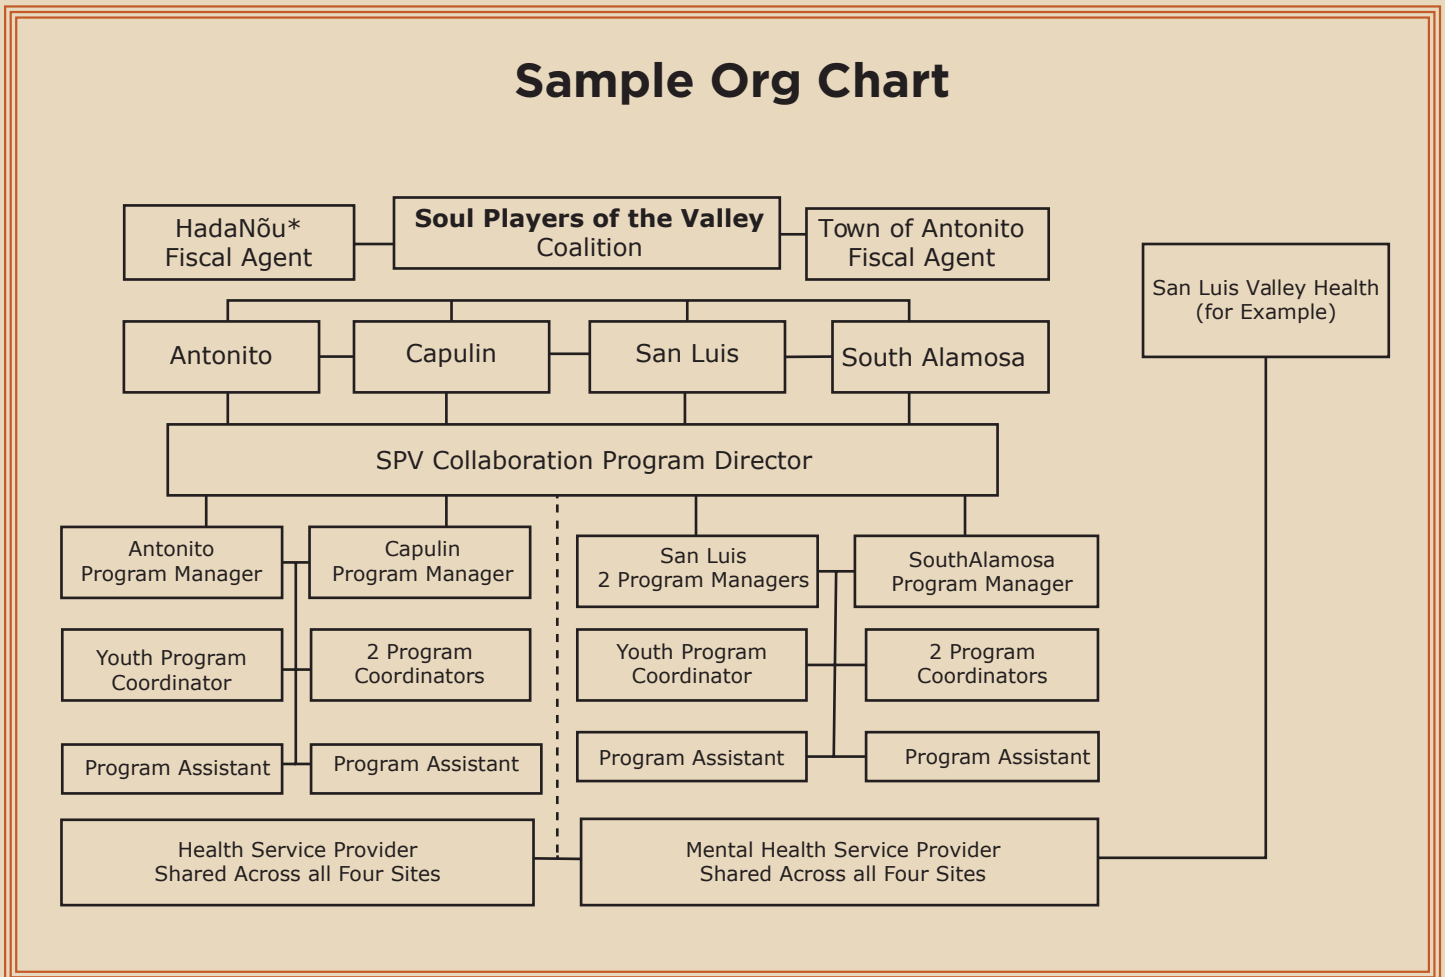 Sample Org Chart
HadaNõu*
Fiscal Agent
Soul Players of the Valley
Coalition
Town of Antonito
Fiscal Agent
San Luis Valley Health
(for Example)
Antonito
Capulin
San Luis
South Alamosa
SPV Collaboration Program Director
Antonito
Program Manager
Capulin
Program Manager
San Luis
2 Program Managers
SouthAlamosa
Program Manager
Youth Program
Coordinator
2 Program
Coordinators
Youth Program
Coordinator
2 Program
Coordinators
Program Assistant
Program Assistant
Program Assistant
Program Assistant
Health Service Provider
Shared Across all Four Sites
Mental Health Service Provider
Shared Across all Four Sites